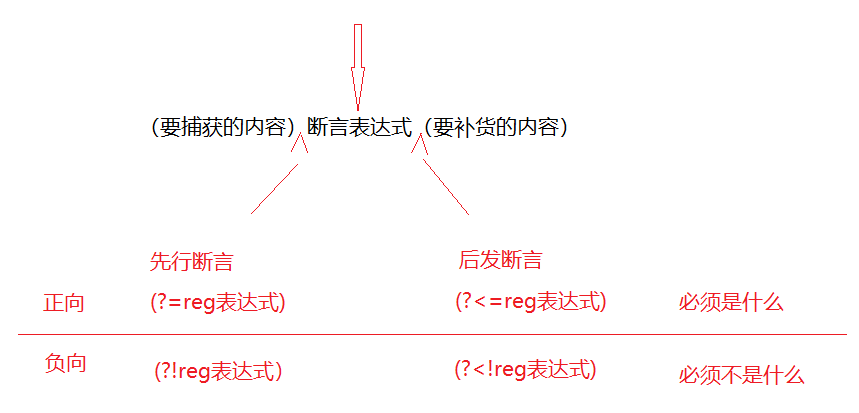 （要捕获的内容）断言表达式（要补货的内容）
先行断言 后发断言
正向 (?=reg表达式) (?<=reg表达式) 必须是什么
负向 (?!reg表达式） (?<!reg表达式) 必须不是什么